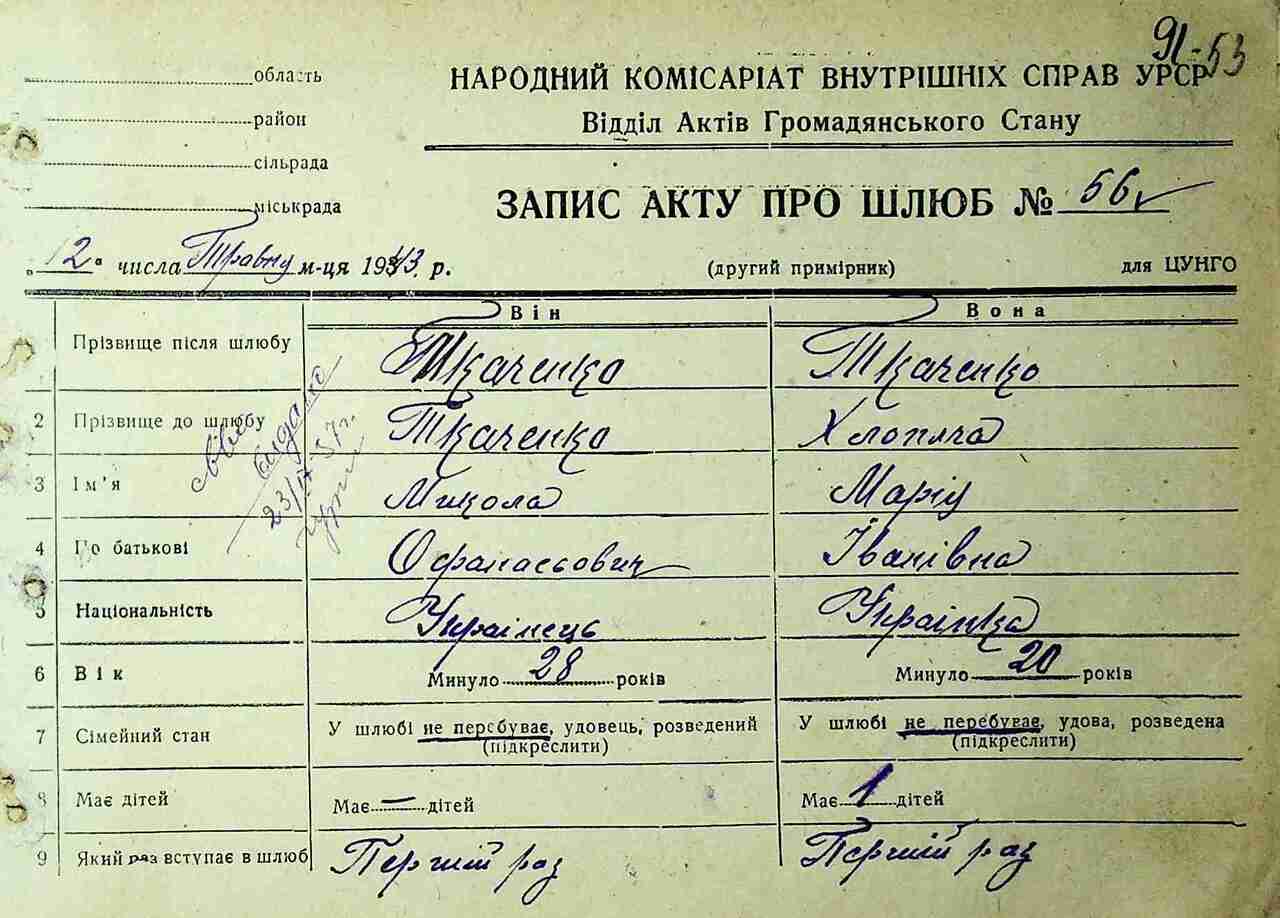 91-53
область
район
сільрада
міськрада
НАРОДНИЙ КОМІСАРІАТ ВНУТРІШНІХ СПРАВ УРСР
Відділ Актів Громадянського Стану
ЗАПИС АКТУ ПРО ШЛЮБ № 56
„12“ числа Травня м-ця 1943 р. (другий примірник) для ЦУНГО
Він Вона
Прізвище після шлюбу Ткаченко Ткаченко
2 Прізвище до шлюбу Ткаченко Хлопяча
3 Ім'я Микола Марія
4 По батькові Офанасьович Іванівна
5 Національність Українець Українка
6 Вік Минуло 28 років Минуло 20 років
7 Сімейний стан У шлюбі не перебуває, удовець, розведений У шлюбі не перебуває, удова, розведена
(підкреслити) (підкреслити)
8 Має дітей Має — дітей Має 1 дітей
9 Який раз вступає в шлюб Перший раз Перший раз
видано
23/IV-57г.